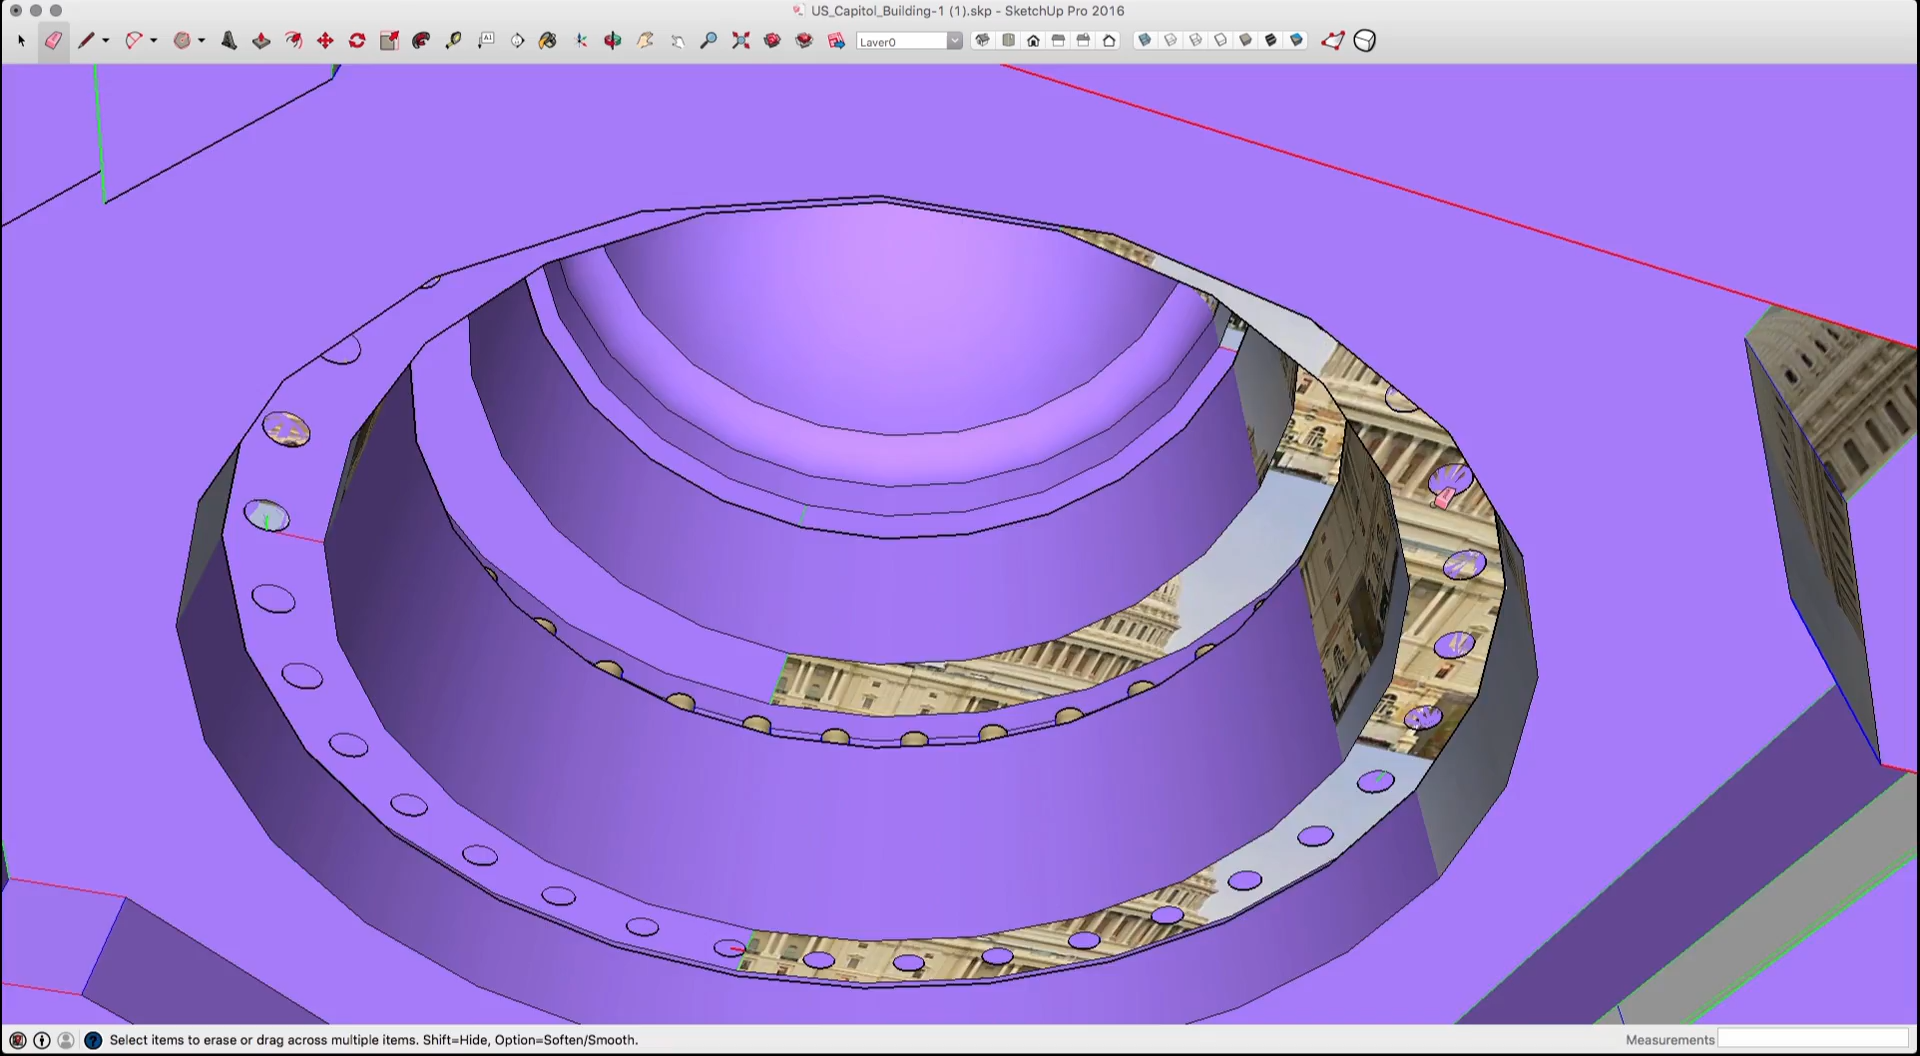 US_Capitol_Building-1 (1).skp - SketchUp Pro 2016
A1
Layer0
Select items to erase or drag across multiple items. Shift=Hide, Option=Soften/Smooth.
Measurements